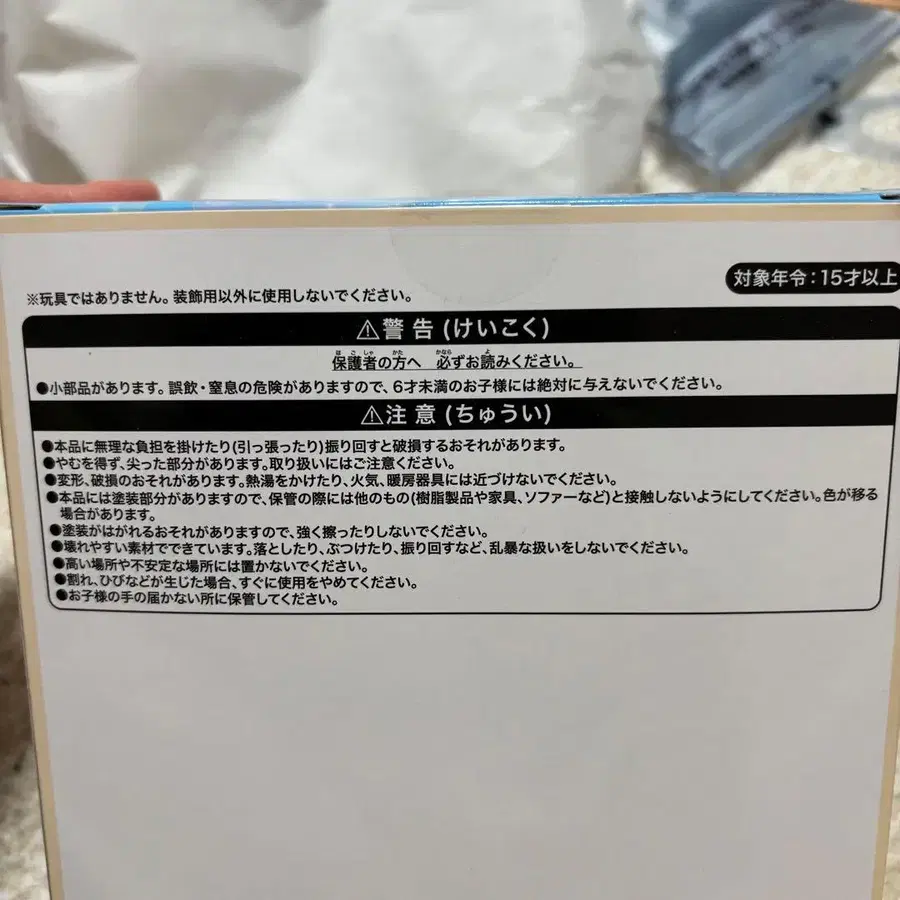 対象年令：15才以上
※玩具ではありません。装飾用以外に使用しないでください。
⚠警告(けいこく)
保護者の方へ 必ずお読みください。
●小部品があります。誤飲・窒息の危険がありますので、6才未満のお子様には絶対に与えないでください。
⚠注意(ちゅうい)
●本品に無理な負担を掛けたり(引っ張ったり)振り回すと破損するおそれがあります。
●やむを得ず、尖った部分があります。取り扱いにはご注意ください。
●変形、破損のおそれがあります。熱湯をかけたり、火気、暖房器具には近づけないでください。
●本品には塗装部分がありますので、保管の際には他のもの(樹脂製品や家具、ソファーなど)と接触しないようにしてください。色が移る
場合があります。
●塗装がはがれるおそれがありますので、強く擦ったりしないでください。
●壊れやすい素材でできています。落としたり、ぶつけたり、振り回すなど、乱暴な扱いをしないでください。
●高い場所や不安定な場所には置かないでください。
●割れ、ひびなどが生じた場合、すぐに使用をやめてください。
●お子様の手の届かない所に保管してください。